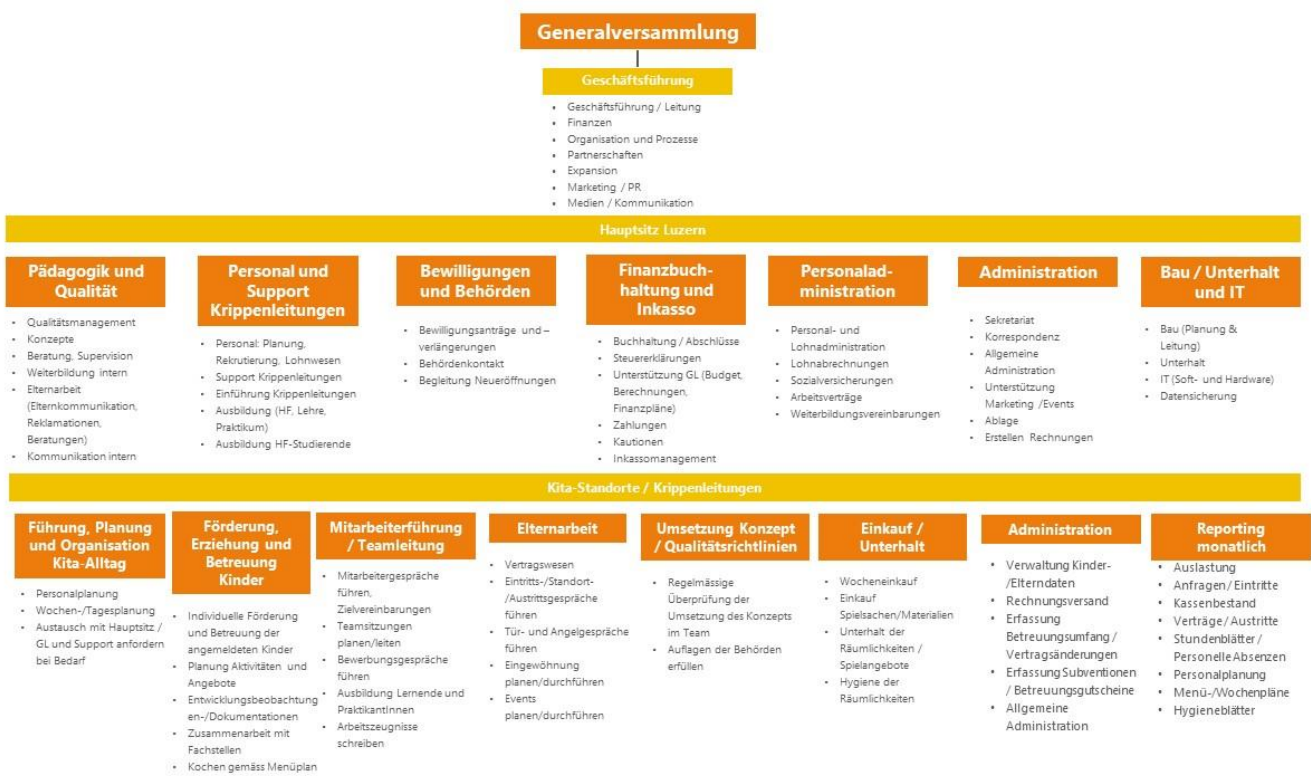 Generalversammlung
Geschäftsführung
• Geschäftsführung / Leitung
• Finanzen
• Organisation und Prozesse
• Partnerschaften
• Expansion
• Marketing / PR
• Medien / Kommunikation
Hauptsitz Luzern
Pädagogik und
Qualität
• Qualitätsmanagement
• Konzepte
• Beratung, Supervision
• Weiterbildung intern
• Elternarbeit
(Elternkommunikation,
Reklamationen,
Beratungen)
• Kommunikation intern
Personal und
Support
Krippenleitungen
• Personal: Planung,
Rekrutierung, Lohnwesen
• Support Krippenleitungen
• Einführung Krippenleitungen
• Ausbildung (HF, Lehre,
Praktikum)
• Ausbildung HF-Studierende
Bewilligungen
und Behörden
• Bewilligungsanträge und –
verlängerungen
• Behördenkontakt
• Begleitung Neueröffnungen
Finanzbuch-
haltung und
Inkasso
• Buchhaltung / Abschlüsse
• Steuererklärungen
• Unterstützung GL (Budget,
Berechnungen,
Finanzpläne)
• Zahlungen
• Kautionen
• Inkassomanagement
Personalad-
ministration
• Personal- und
Lohnadministration
• Lohnabrechnungen
• Sozialversicherungen
• Arbeitsverträge
• Weiterbildungsvereinbarungen
Administration
• Sekretariat
• Korrespondenz
• Allgemeine
Administration
• Unterstützung
Marketing /Events
• Ablage
• Erstellen Rechnungen
Bau / Unterhalt
und IT
• Bau (Planung &
Leitung)
• Unterhalt
• IT (Soft- und Hardware)
• Datensicherung
Kita-Standorte / Krippenleitungen
Führung, Planung
und Organisation
Kita-Alltag
• Personalplanung
• Wochen-/Tagesplanung
• Austausch mit Hauptsitz /
GL und Support anfordern
bei Bedarf
Förderung,
Erziehung und
Betreuung
Kinder
• Individuelle Förderung
und Betreuung der
angemeldeten Kinder
• Planung Aktivitäten und
Angebote
• Entwicklungsbeobachtung
en-/Dokumentationen
• Zusammenarbeit mit
Fachstellen
• Kochen gemäss Menüplan
Mitarbeiterführung
/ Teamleitung
• Mitarbeitergespräche
führen,
Zielvereinbarungen
• Teamsitzungen
planen/leiten
• Bewerbungsgespräche
führen
• Ausbildung Lernende und
PraktikantInnen
• Arbeitszeugnisse
schreiben
Elternarbeit
• Vertragswesen
• Eintritts-/Standort-
/Austrittsgespräche
führen
• Tür- und Angelgespräche
führen
• Eingewöhnung
planen/durchführen
• Events
planen/durchführen
Umsetzung Konzept
/ Qualitätsrichtlinien
• Regelmässige
Überprüfung der
Umsetzung des Konzepts
im Team
• Auflagen der Behörden
erfüllen
Einkauf /
Unterhalt
• Wocheneinkauf
• Einkauf
Spielsachen/Materialien
• Unterhalt der
Räumlichkeiten /
Spielangebote
• Hygiene der
Räumlichkeiten
Administration
• Verwaltung Kinder-
/Elterndaten
• Rechnungsversand
• Erfassung
Betreuungsumfang /
Vertragsänderungen
• Erfassung Subventionen
/ Betreuungsgutscheine
• Allgemeine
Administration
Reporting
monatlich
• Auslastung
• Anfragen/ Eintritte
• Kassenbestand
• Verträge/ Austritte
• Stundenblätter /
Personelle Absenzen
• Personalplanung
• Menü-/Wochenpläne
• Hygieneblätter